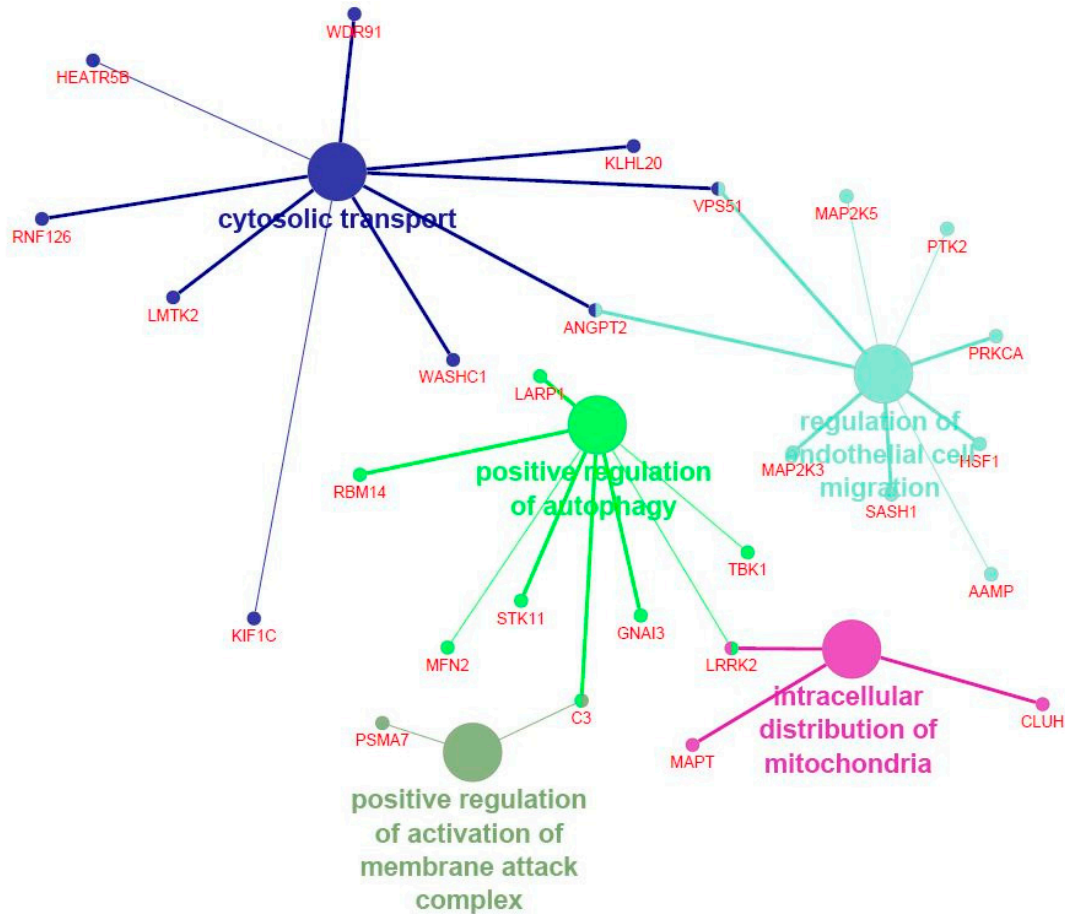 WDR91
HEATR5B
KLHL20
VPS51
MAP2K5
cytosolic transport
RNF126
PTK2
LMTK2
ANGPT2
PRKCA
WASHC1
LARP1
regulation of
endothelial cell
migration
MAP2K3
HSF1
SASH1
positive regulation
of autophagy
RBM14
TBK1
AAMP
STK11
GNAI3
KIF1C
MFN2
LRRK2
intracellular
distribution of
mitochondria
C3
CLUH
PSMA7
MAPT
positive regulation
of activation of
membrane attack
complex